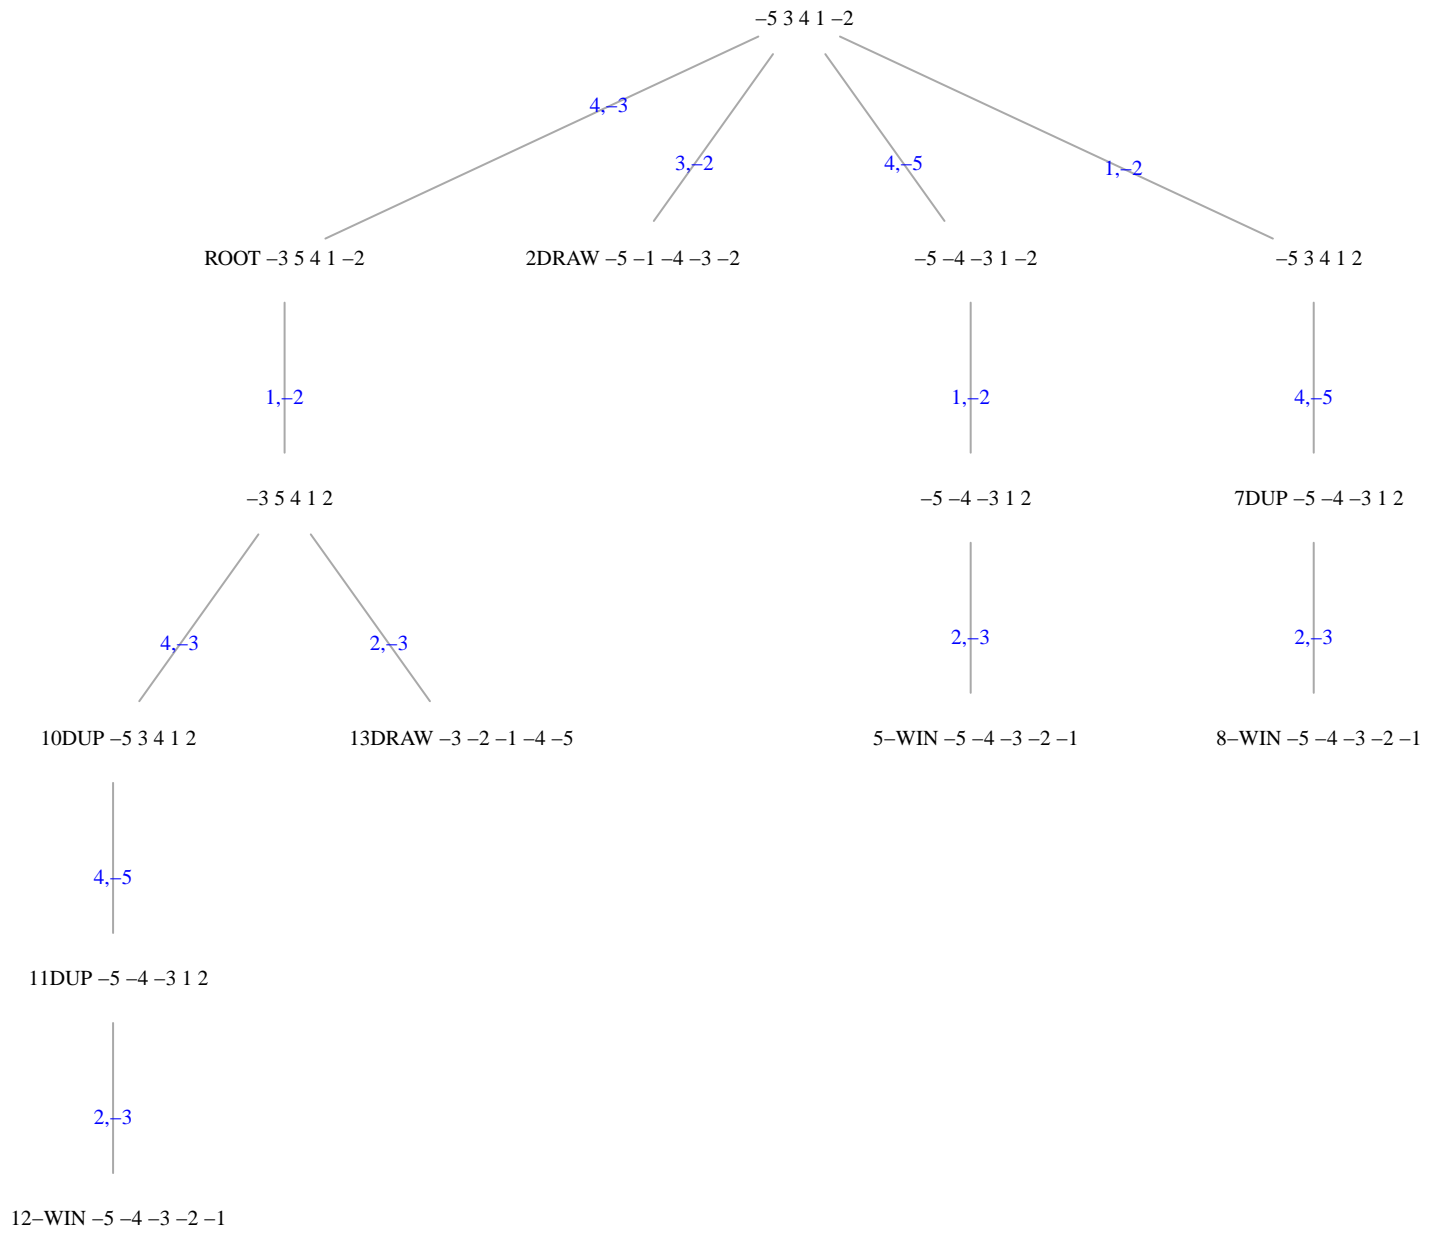 –5 3 4 1 –2
4,–3
3,–2
4,–5
1,–2
ROOT –3 5 4 1 –2
2DRAW –5 –1 –4 –3 –2
–5 –4 –3 1 –2
–5 3 4 1 2
1,–2
1,–2
4,–5
–3 5 4 1 2
–5 –4 –3 1 2
7DUP –5 –4 –3 1 2
4,–3
2,–3
2,–3
2,–3
10DUP –5 3 4 1 2
13DRAW –3 –2 –1 –4 –5
5–WIN –5 –4 –3 –2 –1
8–WIN –5 –4 –3 –2 –1
4,–5
11DUP –5 –4 –3 1 2
2,–3
12–WIN –5 –4 –3 –2 –1